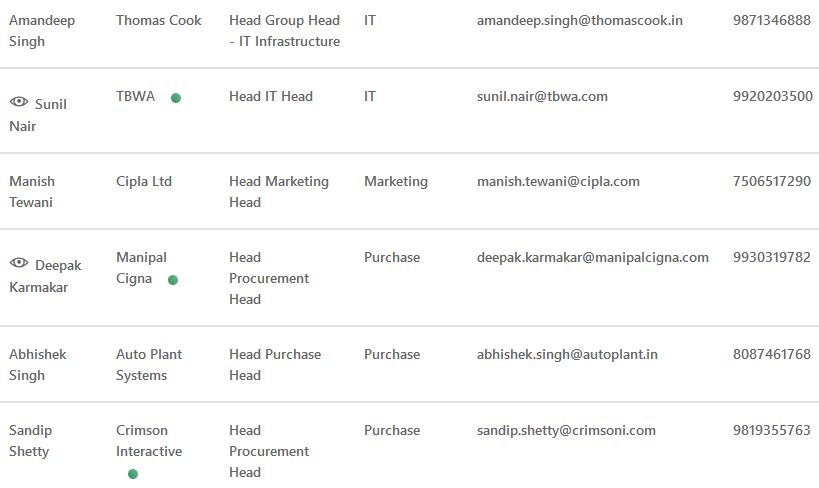 Amandeep Thomas Cook Head Group Head IT amandeep.singh@thomascook.in 9871346888
Singh - IT Infrastructure
Sunil TBWA Head IT Head IT sunil.nair@tbwa.com 9920203500
Nair
Manish Cipla Ltd Head Marketing Marketing manish.tewani@cipla.com 7506517290
Tewani Head
Deepak Manipal Head Purchase deepak.karmakar@manipalcigna.com 9930319782
Karmakar Cigna Procurement
Head
Abhishek Auto Plant Head Purchase Purchase abhishek.singh@autoplant.in 8087461768
Singh Systems Head
Sandip Crimson Head Purchase sandip.shetty@crimsoni.com 9819355763
Shetty Interactive Procurement
Head